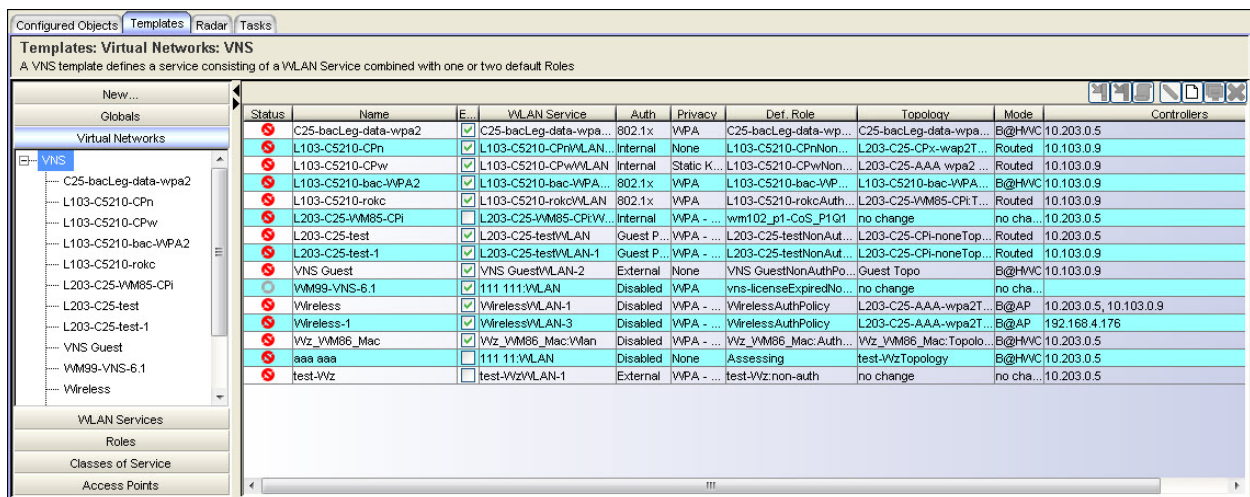 Configured Objects Templates Radar Tasks
Templates: Virtual Networks: VNS
A VNS template defines a service consisting of a WLAN Service combined with one or two default Roles
New...
Globals
Virtual Networks
VNS
C25-bacLeg-data-wpa2
L103-C5210-CPn
L103-C5210-CPw
L103-C5210-bac-WPA2
L103-C5210-rokc
L203-C25-WM85-CPi
L203-C25-test
L203-C25-test-1
VNS Guest
WM99-VNS-6.1
Wireless
WLAN Services
Roles
Classes of Service
Access Points
Status Name E... WLAN Service Auth Privacy Def. Role Topology Mode Controllers
C25-bacLeg-data-wpa2 C25-bacLeg-data-wpa... 802.1x WPA C25-bacLeg-data-wp... C25-bacLeg-data-wpa... B@HWC 10.203.0.5
L103-C5210-CPn L103-C5210-CPnWLAN... Internal None L103-C5210-CPnNon... L203-C25-CPx-wap2T... Routed 10.103.0.9
L103-C5210-CPw L103-C5210-CPwWLAN Internal Static K... L103-C5210-CPwNon... L203-C25-AAA wpa2 ... Routed 10.103.0.9
L103-C5210-bac-WPA2 L103-C5210-bac-WPA... 802.1x WPA L103-C5210-bac-WP... L103-C5210-bac-WPA... B@HWC 10.103.0.9
L103-C5210-rokc L103-C5210-rokcWLAN 802.1x WPA L103-C5210-rokcAuth... L203-C25-WM85-CPi:T... Routed 10.103.0.9
L203-C25-WM85-CPi L203-C25-WM85-CPi:W... Internal WPA - ... wm102_p1-CoS_P1Q1 no change no cha... 10.203.0.5
L203-C25-test L203-C25-testWLAN Guest P... WPA - ... L203-C25-testNonAut... L203-C25-CPi-noneTop... Routed 10.203.0.5
L203-C25-test-1 L203-C25-testWLAN-1 Guest P... WPA - ... L203-C25-testNonAut... L203-C25-CPi-noneTop... Routed 10.103.0.9
VNS Guest VNS GuestWLAN-2 External None VNS GuestNonAuthPo... Guest Topo B@HWC 10.103.0.9
WM99-VNS-6.1 111 111:WLAN Disabled WPA vns-licenseExpiredNo... no change no cha...
Wireless WirelessWLAN-1 Disabled WPA - ... WirelessAuthPolicy L203-C25-AAA-wpa2T... B@AP 10.203.0.5, 10.103.0.9
Wireless-1 WirelessWLAN-3 Disabled WPA - ... WirelessAuthPolicy L203-C25-AAA-wpa2T... B@AP 192.168.4.176
Wz_WM86_Mac Wz_WM86_Mac:Wlan Disabled WPA - ... Wz_WM86_Mac:Auth... Wz_WM86_Mac:Topolo... B@HWC 10.203.0.5
aaa aaa 111 11:WLAN Disabled None Assessing test-WzTopology B@HWC 10.203.0.5
test-Wz test-WzWLAN-1 External WPA - ... test-Wz:non-auth no change no cha... 10.203.0.5